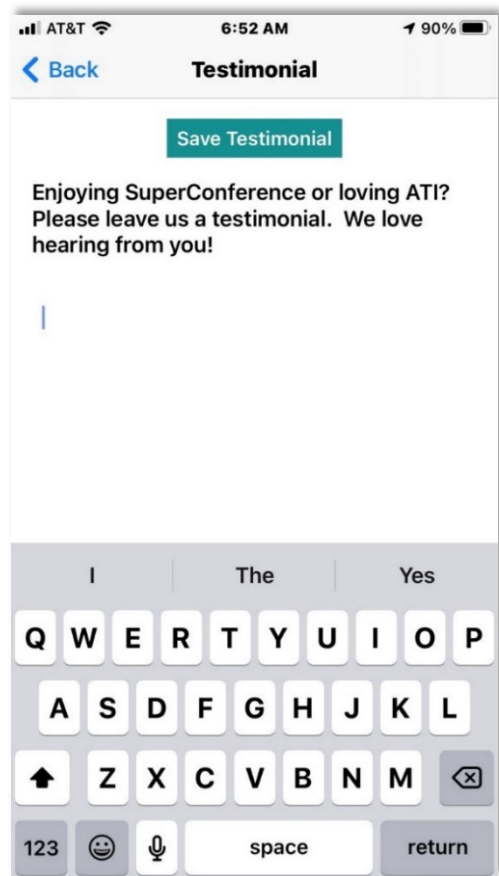 AT&T 6:52 AM 90%
Back Testimonial
Save Testimonial
Enjoying SuperConference or loving ATI?
Please leave us a testimonial.  We love
hearing from you!
I The Yes
Q W E R T Y U I O P
A S D F G H J K L
Z X C V B N M
123 space return